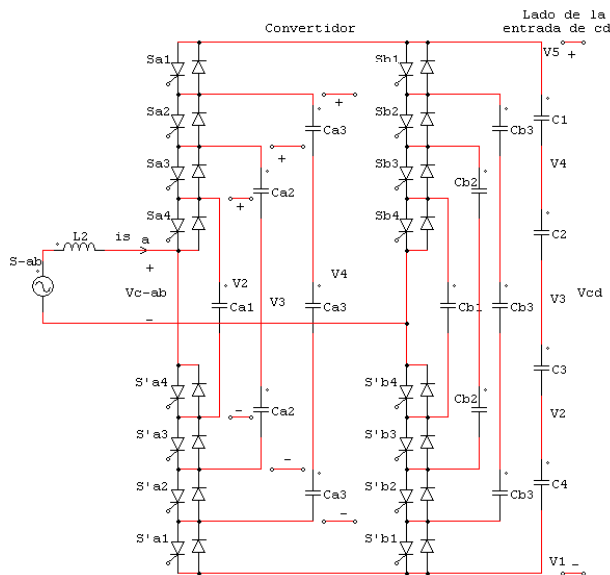 Convertidor
Lado de la
entrada de cd
Sa1
Sb1
V5
+
Sa2
+
Ca3
Sb2
Cb3
C1
Sa3
+
Ca2
Sb3
Cb2
V4
Sa4
+
Sb4
C2
S-ab
L2
is
a
+
Vc-ab
-
V2
Ca1
V3
V4
Ca3
Cb1
Cb3
V3
Vcd
C3
S'a4
-
Ca2
S'b4
Cb2
V2
S'a3
-
S'b3
S'a2
Ca3
S'b2
Cb3
C4
-
S'a1
S'b1
V1
-